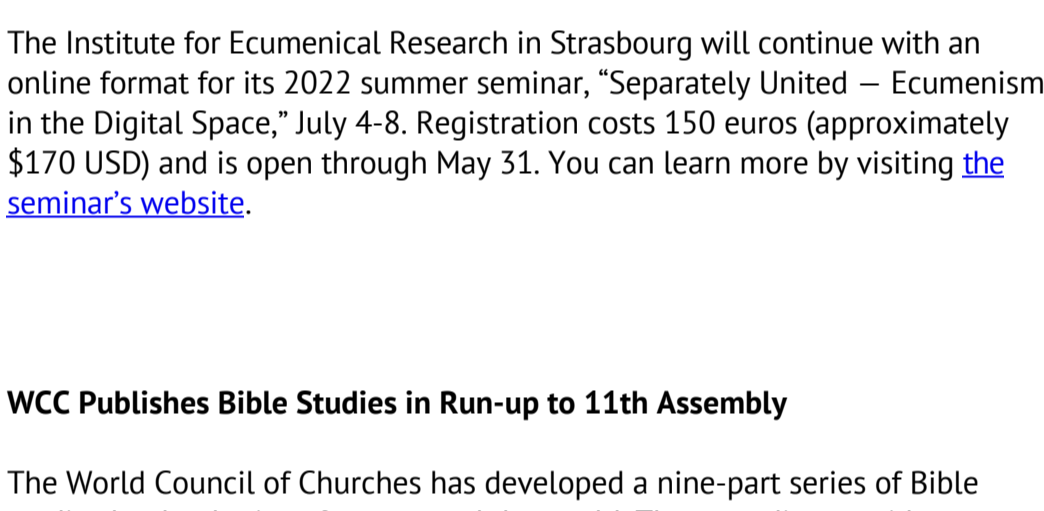 The Institute for Ecumenical Research in Strasbourg will continue with an
online format for its 2022 summer seminar, “Separately United — Ecumenism
in the Digital Space,” July 4-8. Registration costs 150 euros (approximately
$170 USD) and is open through May 31. You can learn more by visiting the
seminar’s website.
WCC Publishes Bible Studies in Run-up to 11th Assembly
The World Council of Churches has developed a nine-part series of Bible